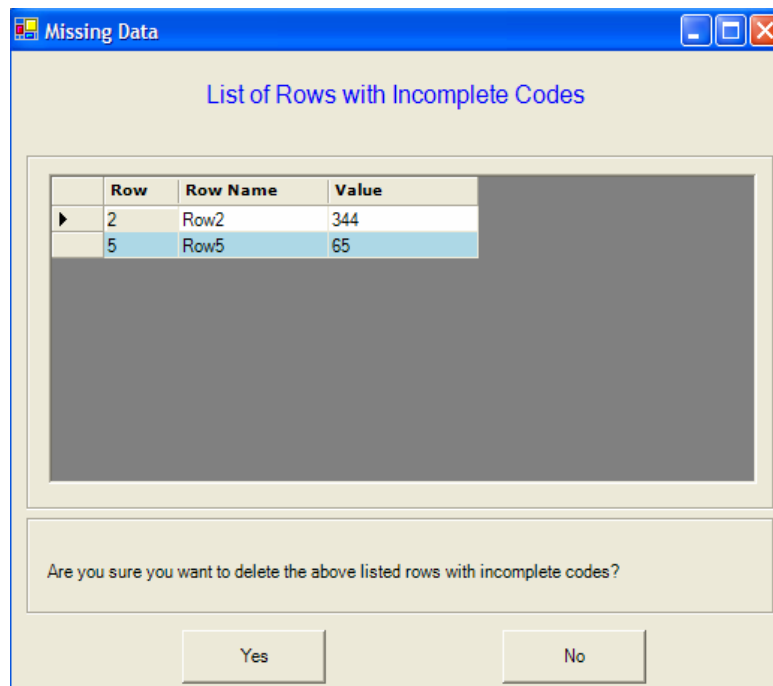 Missing Data
List of Rows with Incomplete Codes
Row Row Name Value
2 Row2 344
5 Row5 65
Are you sure you want to delete the above listed rows with incomplete codes?
Yes No